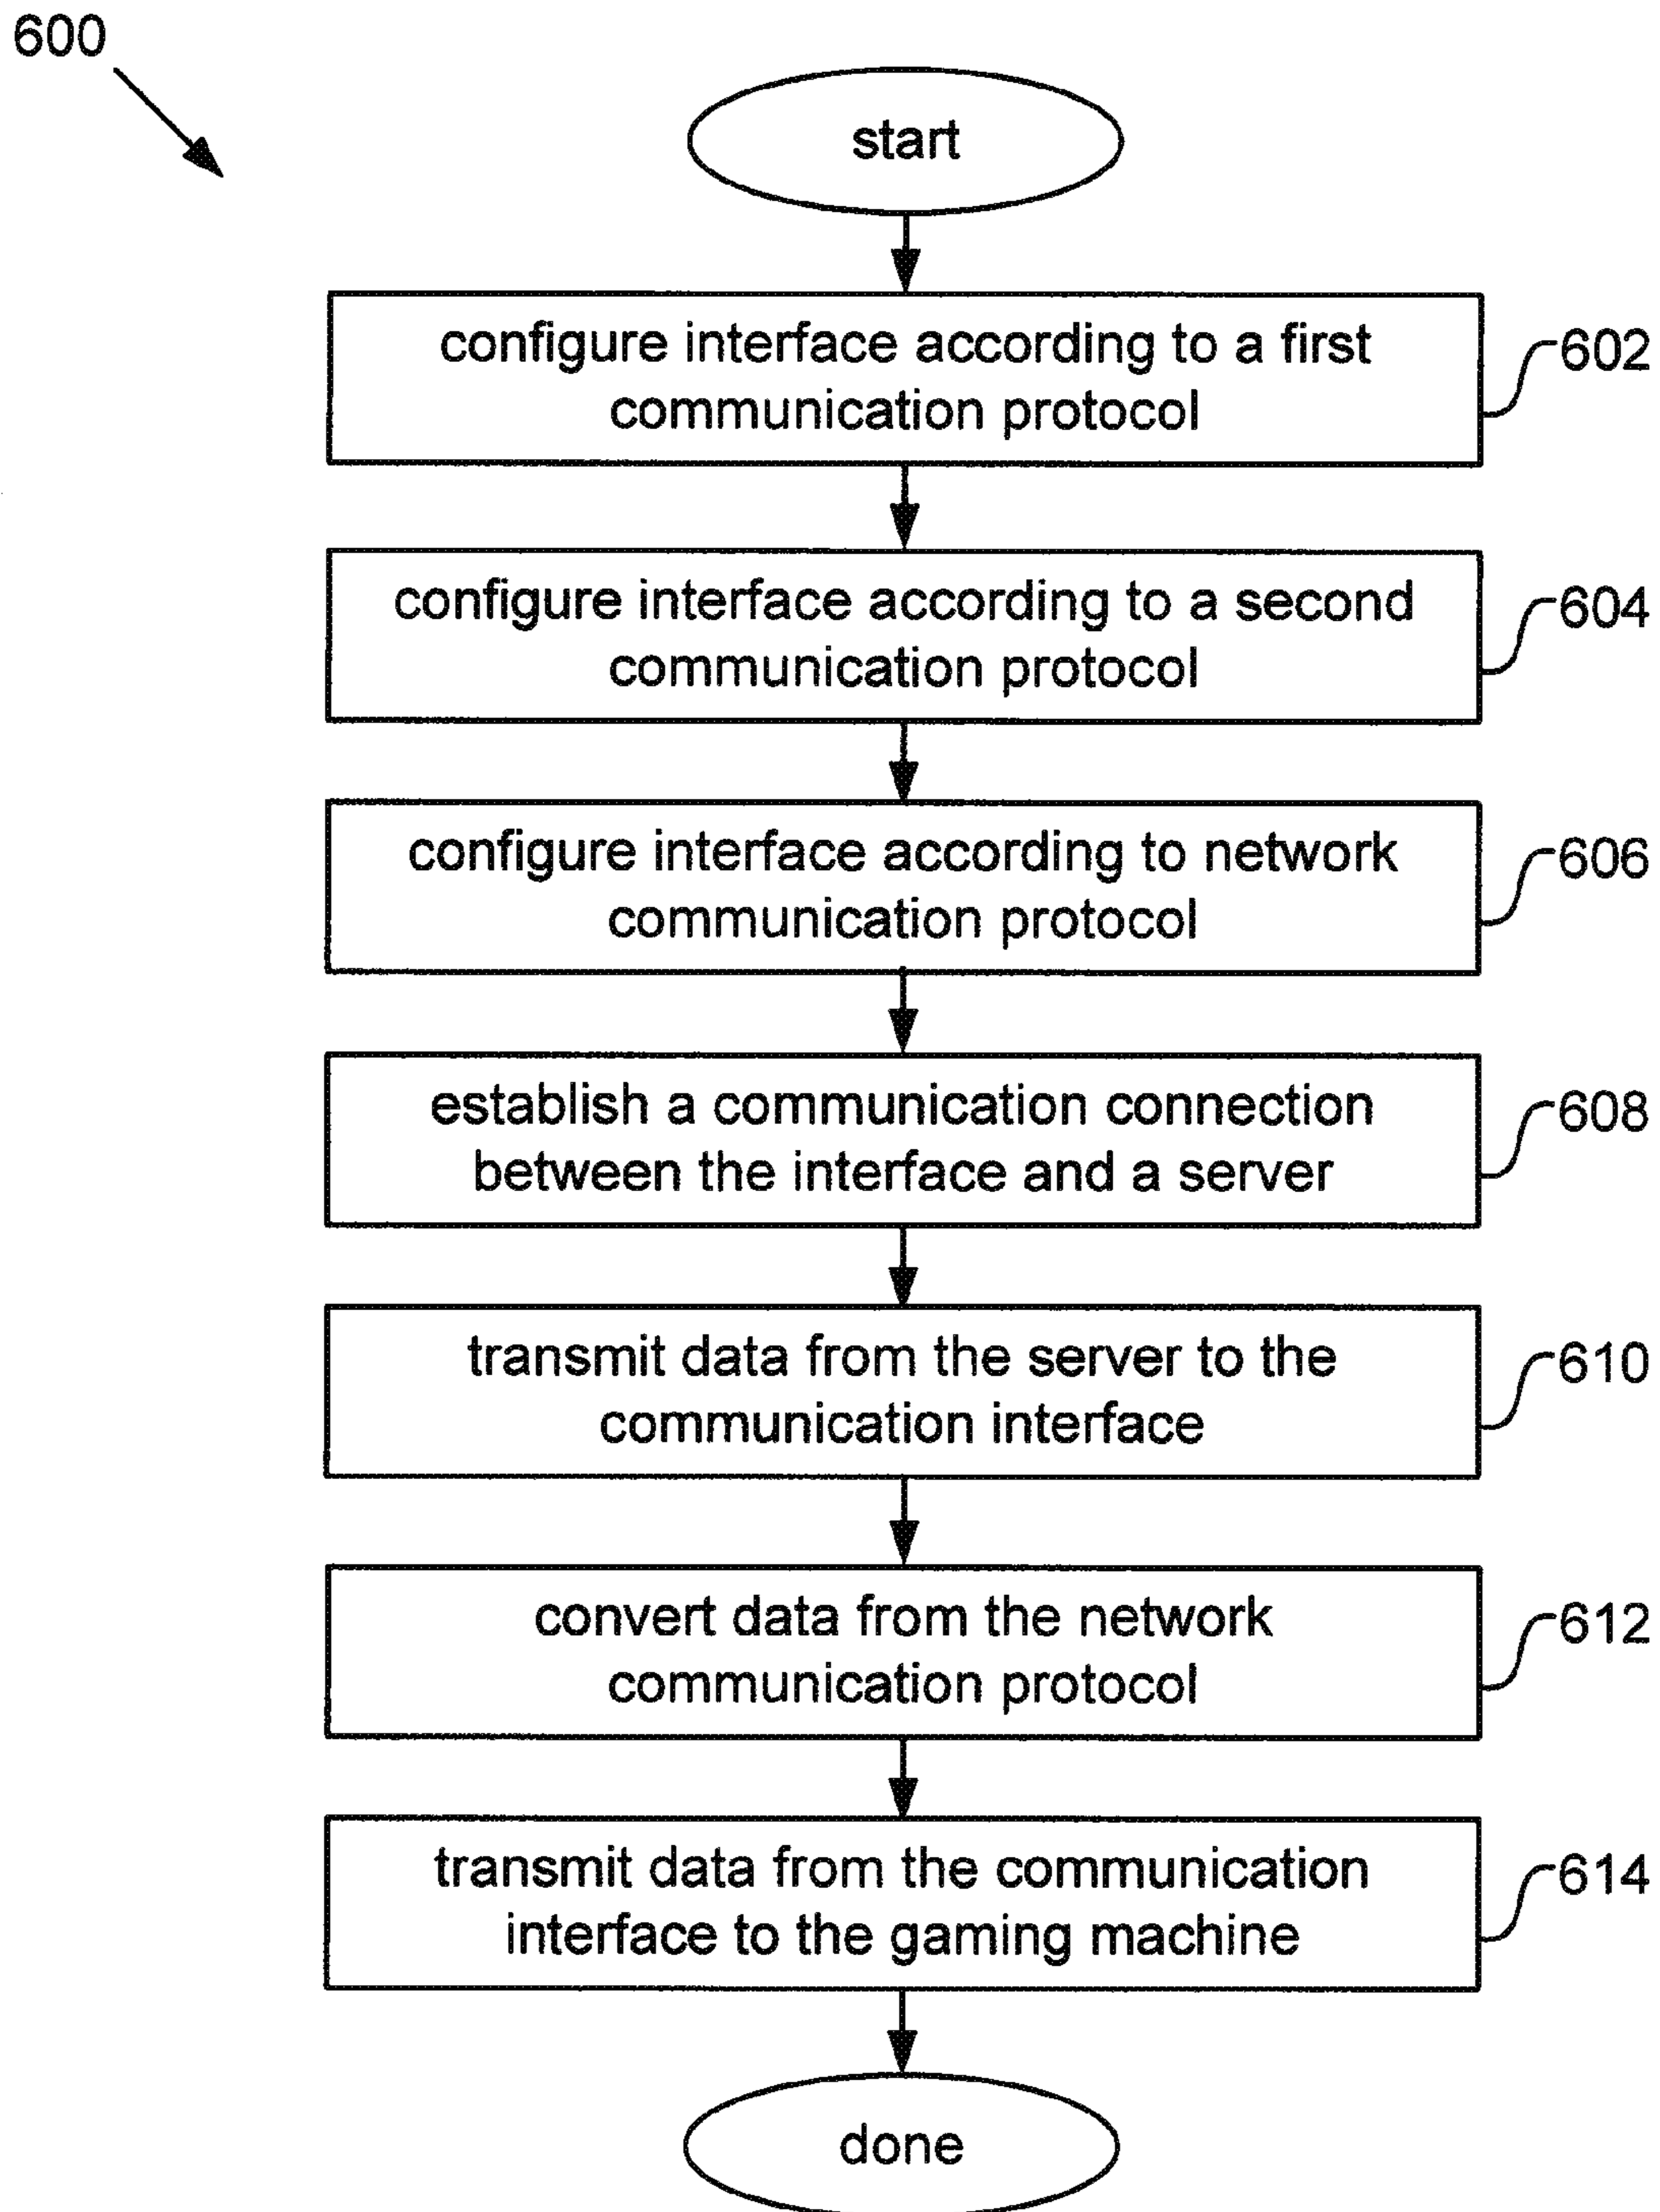 600
start
configure interface according to a first
communication protocol
602
configure interface according to a second
communication protocol
604
configure interface according to network
communication protocol
606
establish a communication connection
between the interface and a server
608
transmit data from the server to the
communication interface
610
convert data from the network
communication protocol
612
transmit data from the communication
interface to the gaming machine
614
done